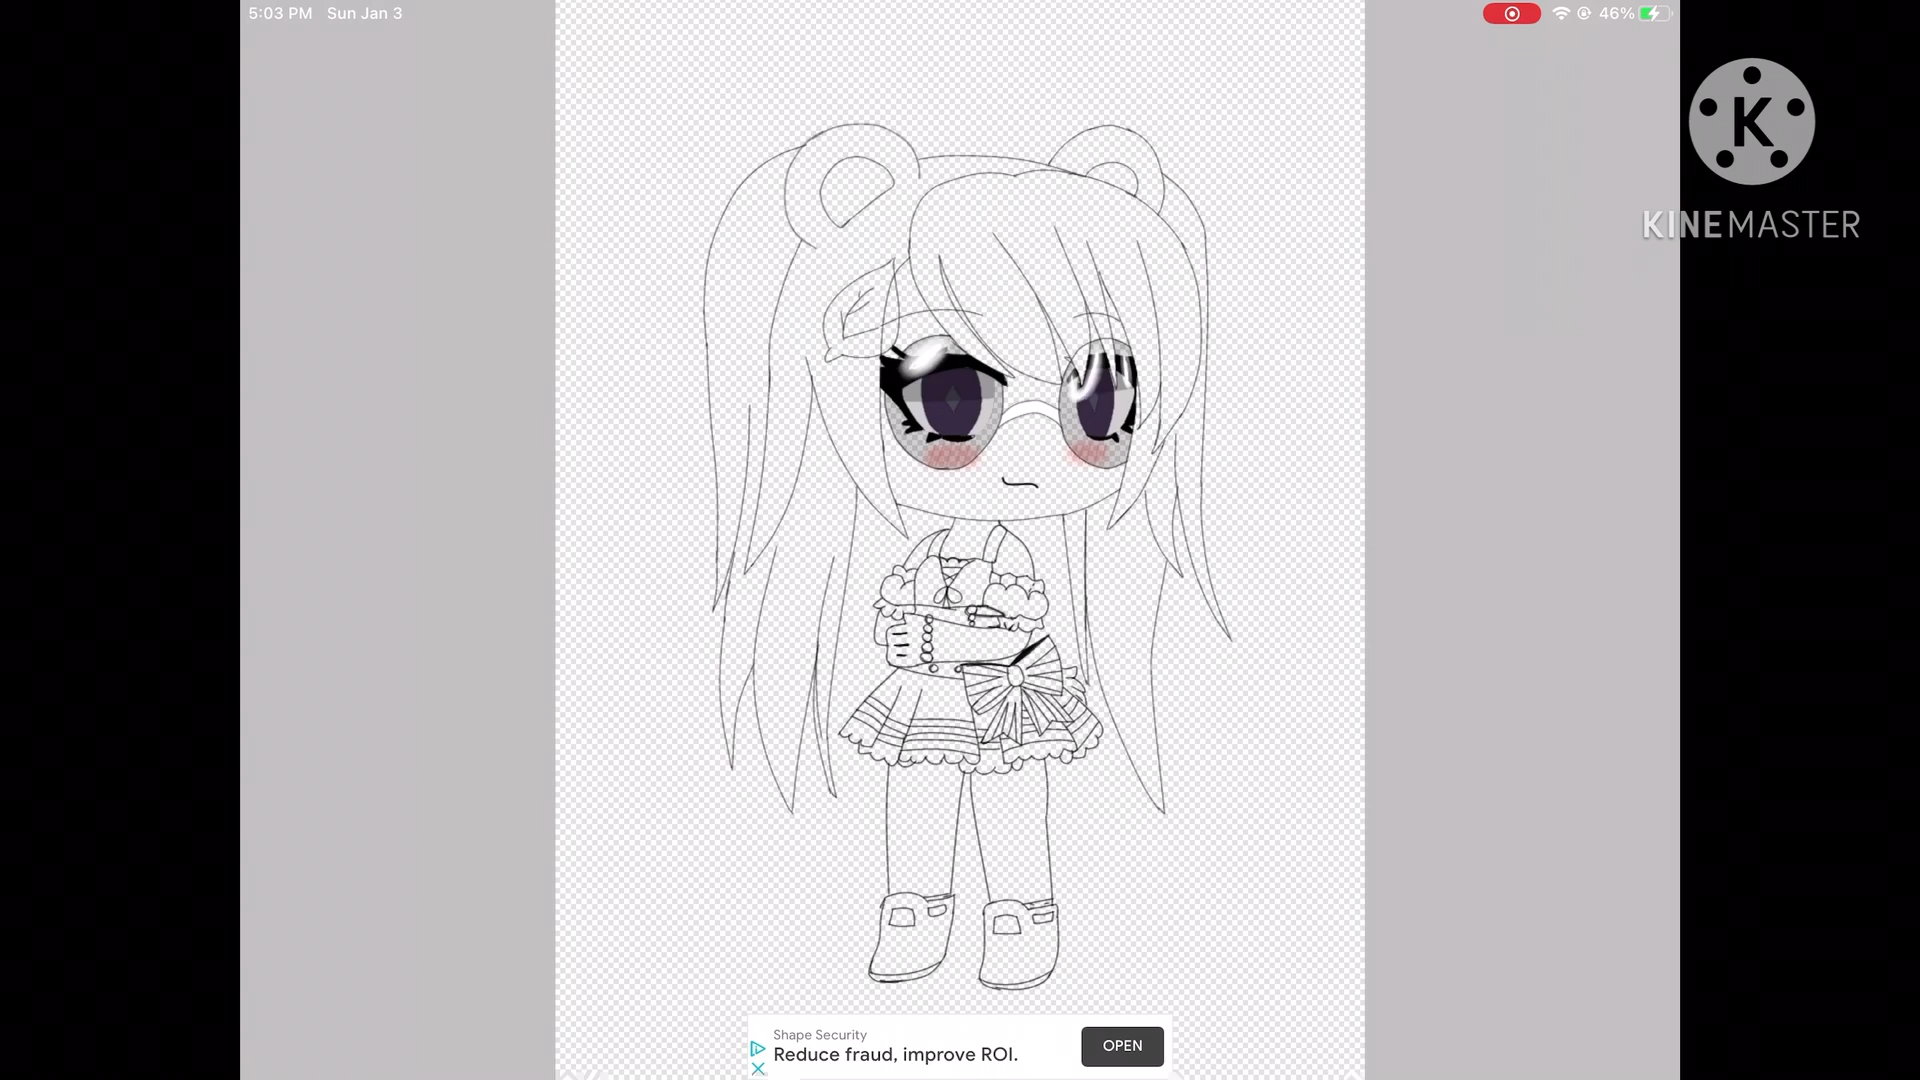 5:03 PM Sun Jan 3
46%
K
KINEMASTER
Shape Security
Reduce fraud, improve ROI.
OPEN